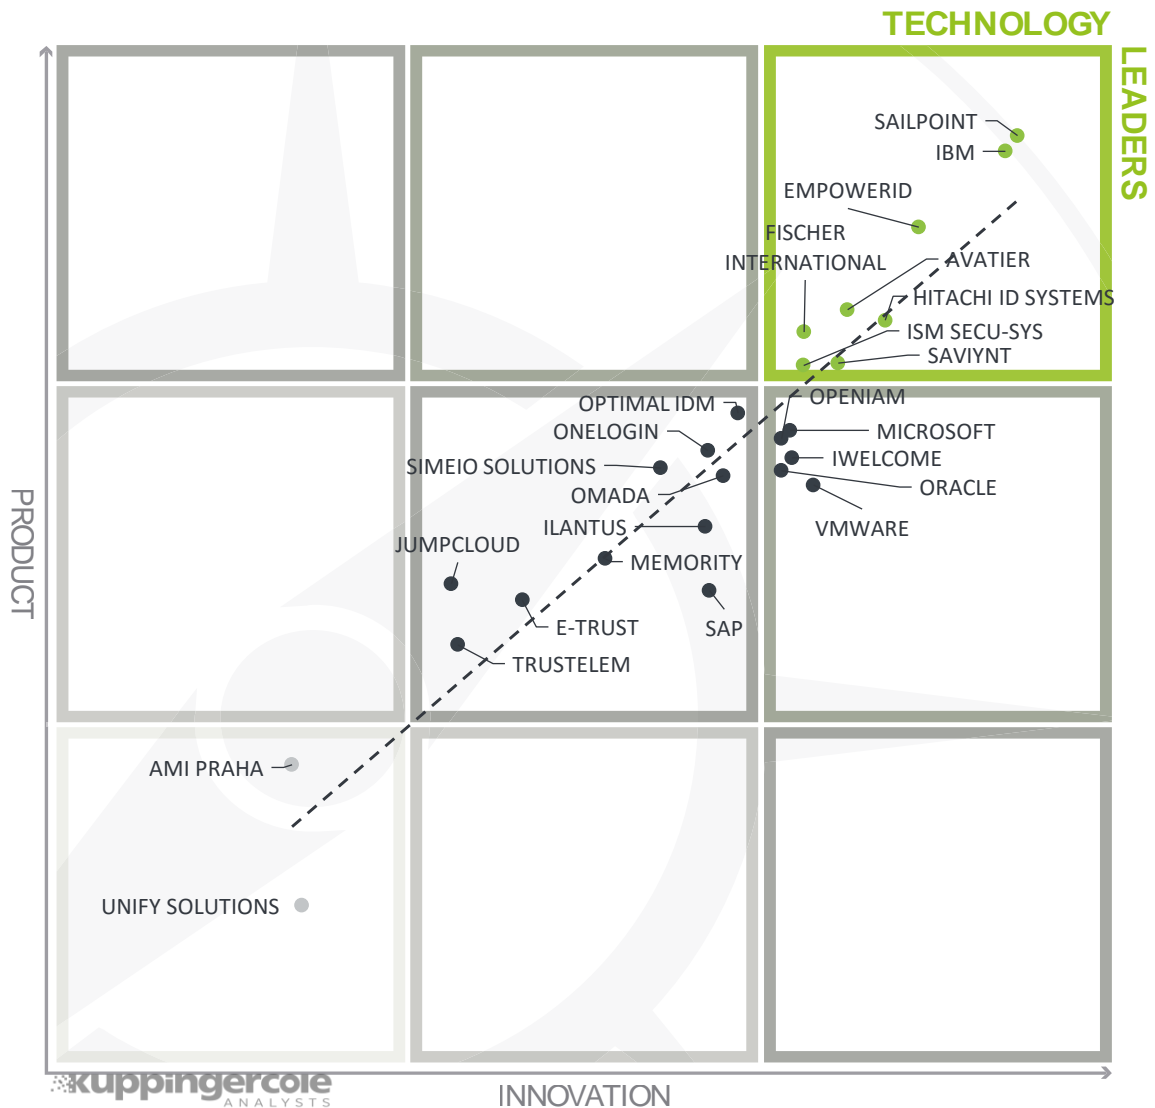 TECHNOLOGY
LEADERS
SAILPOINT
IBM
EMPOWERID
FISCHER
INTERNATIONAL
AVATIER
HITACHI ID SYSTEMS
ISM SECU-SYS
SAVIYNT
OPENIAM
OPTIMAL IDM
MICROSOFT
ONELOGIN
IWELCOME
SIMEIO SOLUTIONS
ORACLE
OMADA
VMWARE
ILANTUS
JUMPCLOUD
MEMORITY
E-TRUST
SAP
TRUSTELEM
PRODUCT
AMI PRAHA
UNIFY SOLUTIONS
kuppingercole
ANALYSTS
INNOVATION